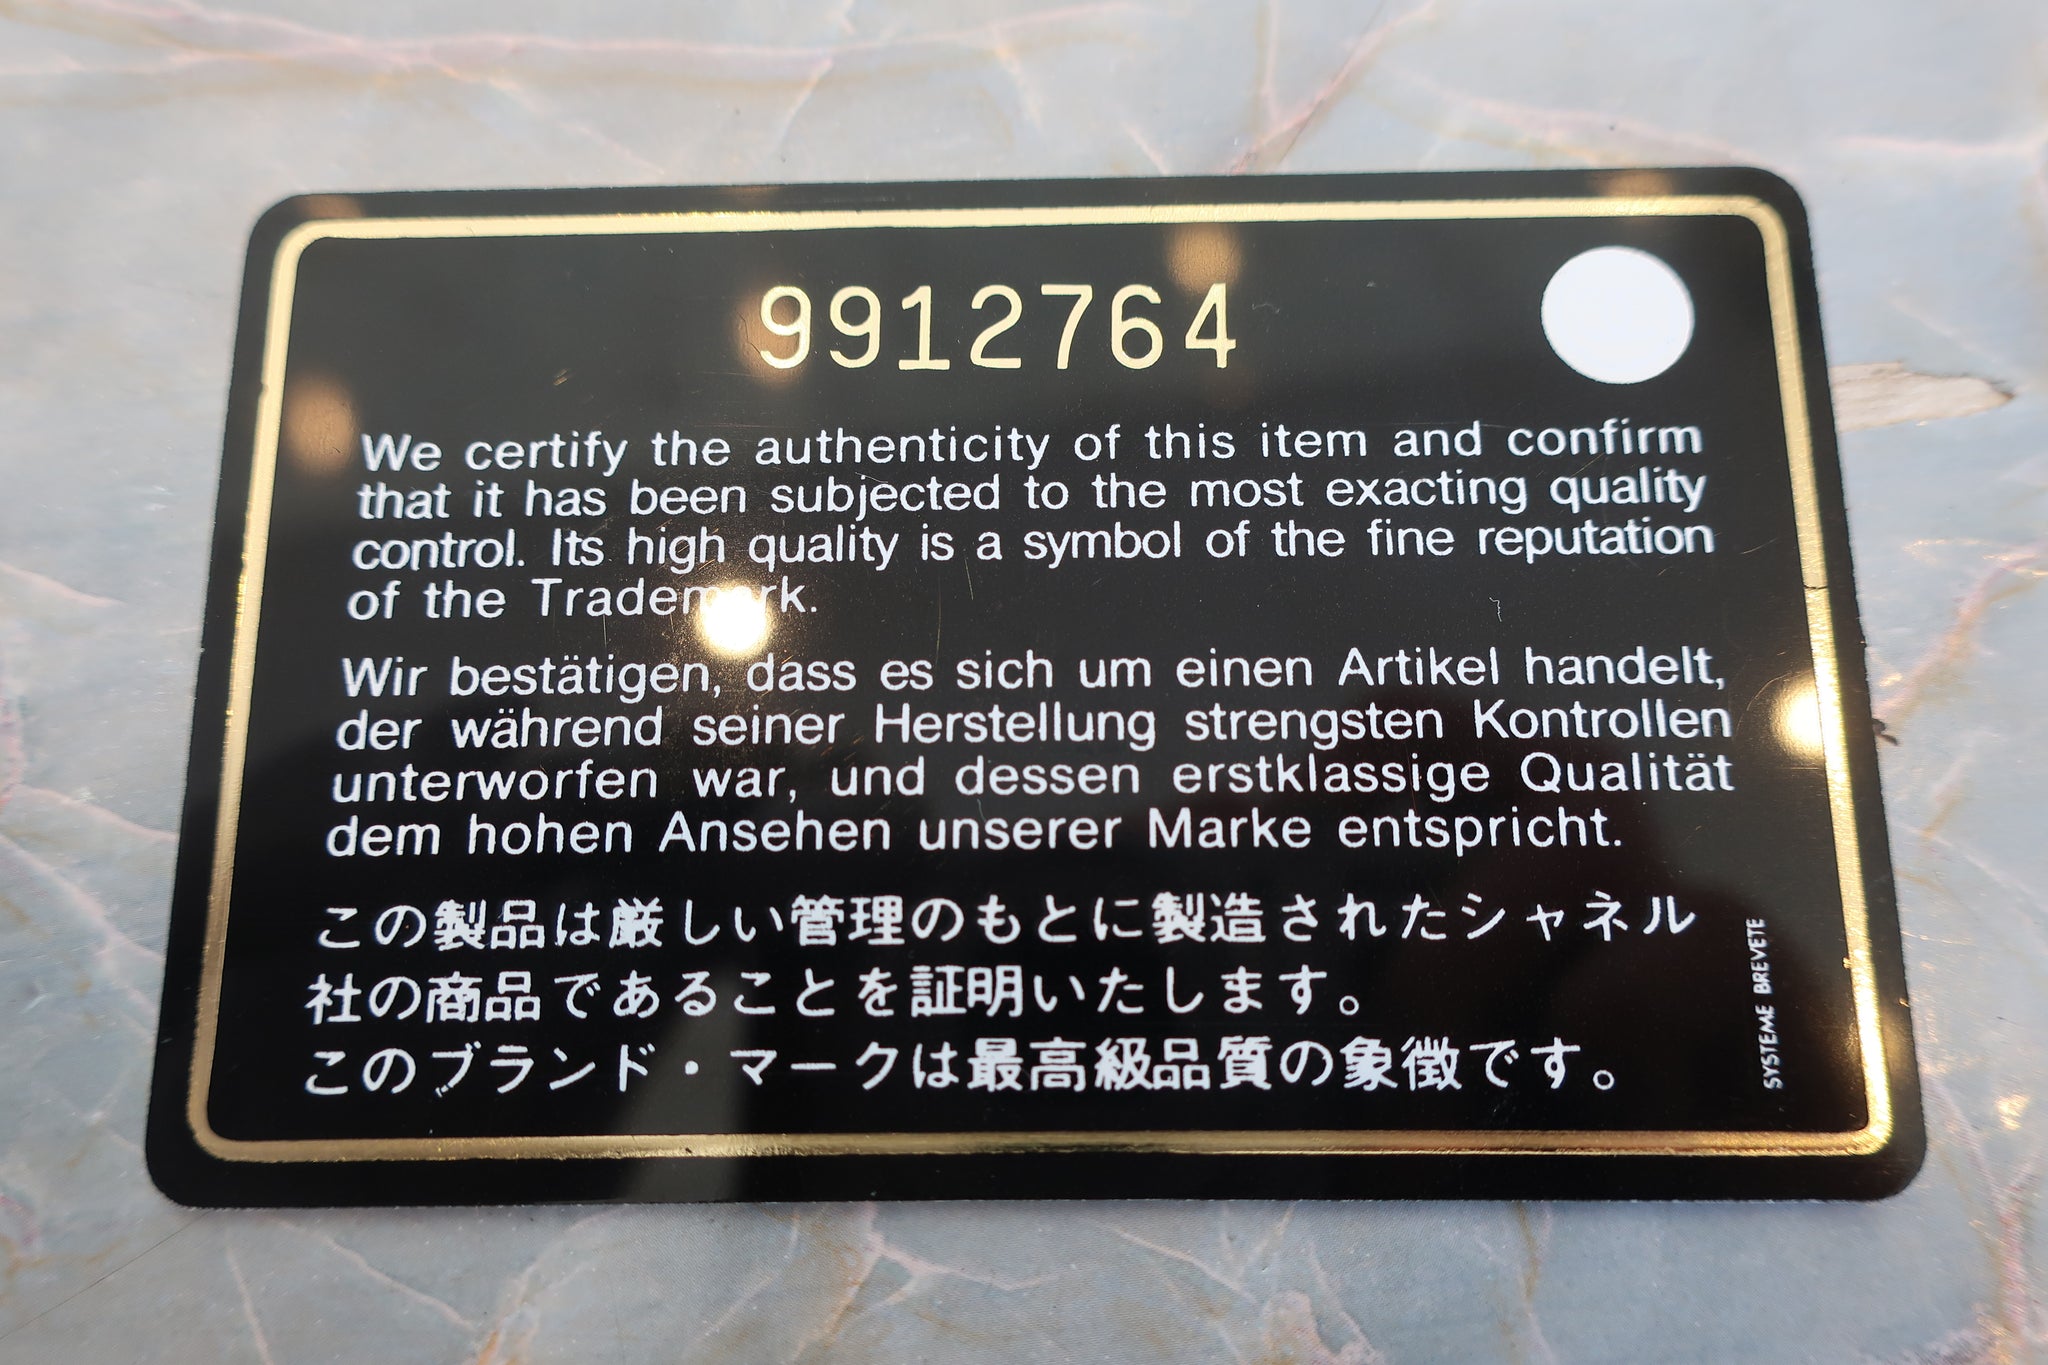 9912764
We certify the authenticity of this item and confirm
that it has been subjected to the most exacting quality
control. Its high quality is a symbol of the fine reputation
of the Trademark.
Wir bestätigen, dass es sich um einen Artikel handelt,
der während seiner Herstellung strengsten Kontrollen
unterworfen war, und dessen erstklassige Qualität
dem hohen Ansehen unserer Marke entspricht.
この製品は厳しい管理のもとに製造されたシャネル
社の商品であることを証明いたします。
このブランド・マークは最高級品質の象徴です。
SYSTEME BREVETE